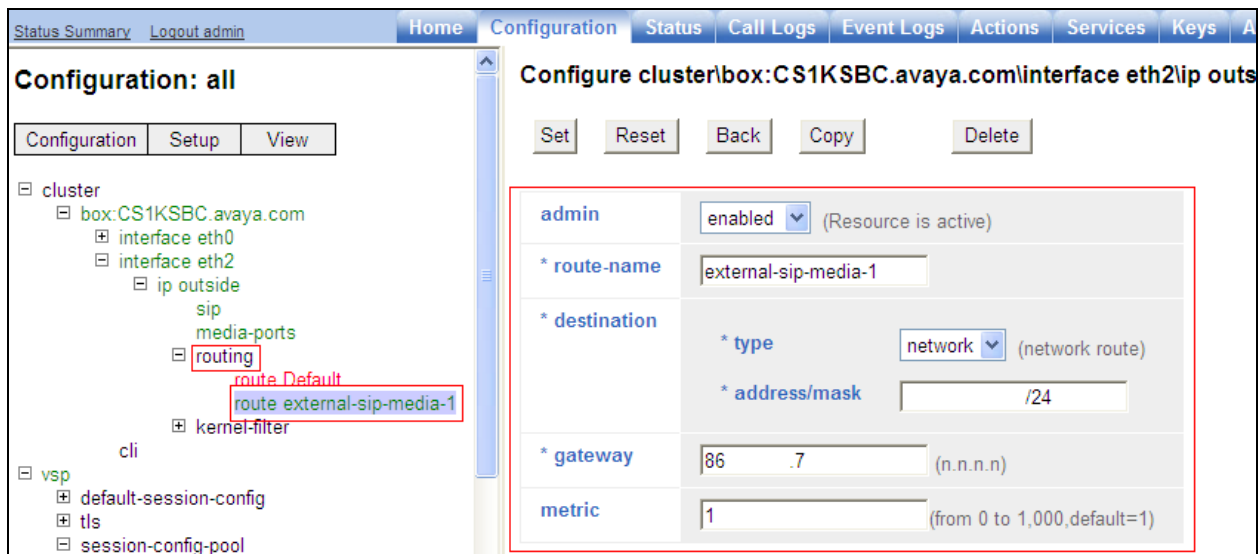 Status Summary Logout admin
Home Configuration Status Call Logs Event Logs Actions Services Keys A
Configuration: all
Configuration Setup View
cluster
box:CS1KSBC.avaya.com
interface eth0
interface eth2
ip outside
sip
media-ports
routing
route Default
route external-sip-media-1
kernel-filter
cli
vsp
default-session-config
tls
session-config-pool
Configure cluster\box:CS1KSBC.avaya.com\interface eth2\ip outs
Set Reset Back Copy Delete
admin enabled (Resource is active)
* route-name external-sip-media-1
* destination
* type network (network route)
* address/mask /24
* gateway 86 .7 (n.n.n.n)
metric 1 (from 0 to 1,000,default=1)